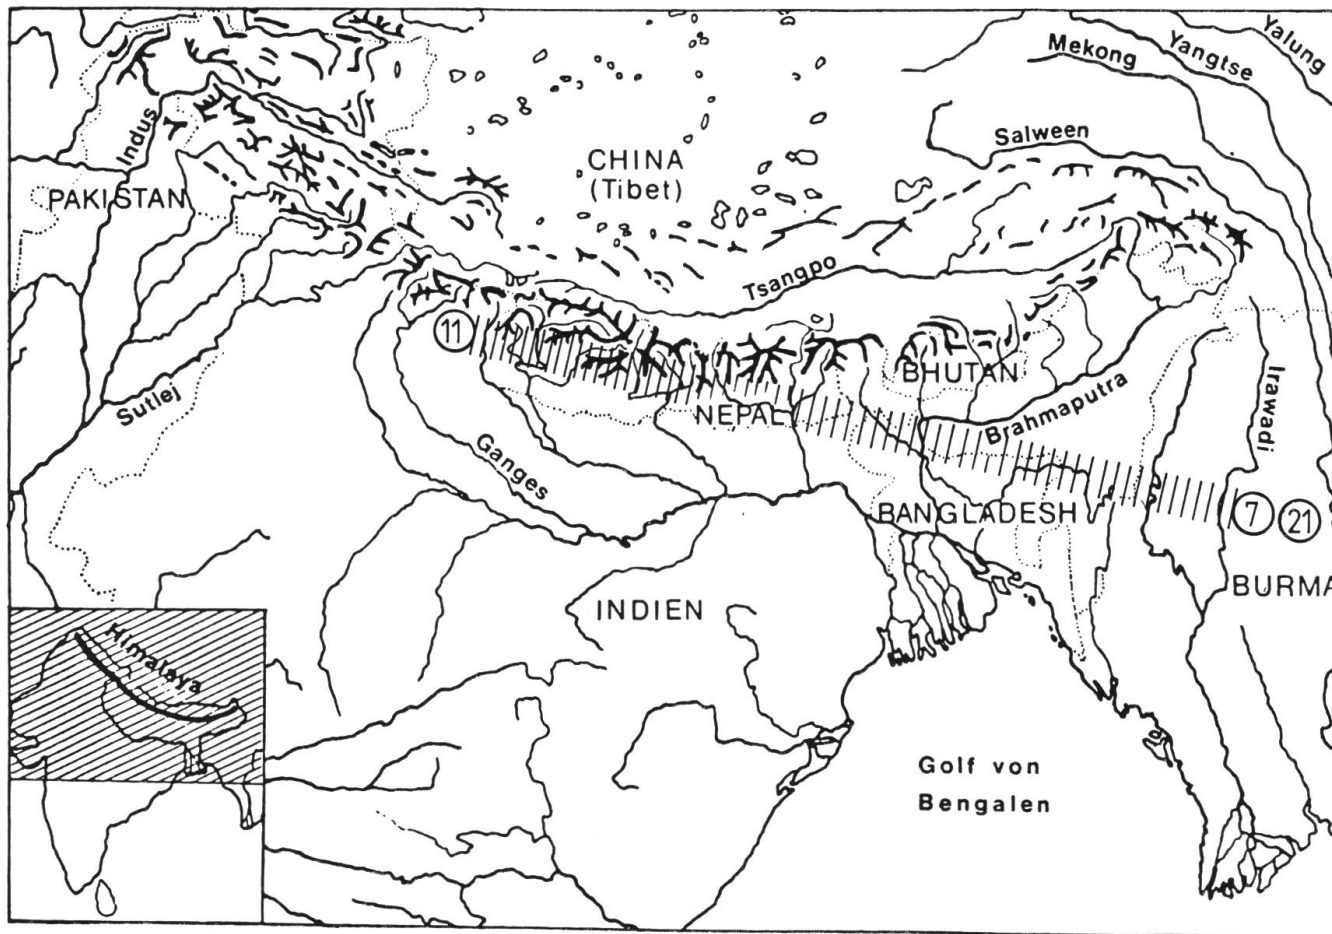 Yalung
Yangtse
Mekong
Salween
Indus
CHINA
(Tibet)
PAKISTAN
Tsangpo
11
BHUTAN
Sutlej
NEPAL
Brahmaputra
Irawadi
Ganges
BANGLADESH
7
21
BURMA
INDIEN
Himalaya
Golf von
Bengalen